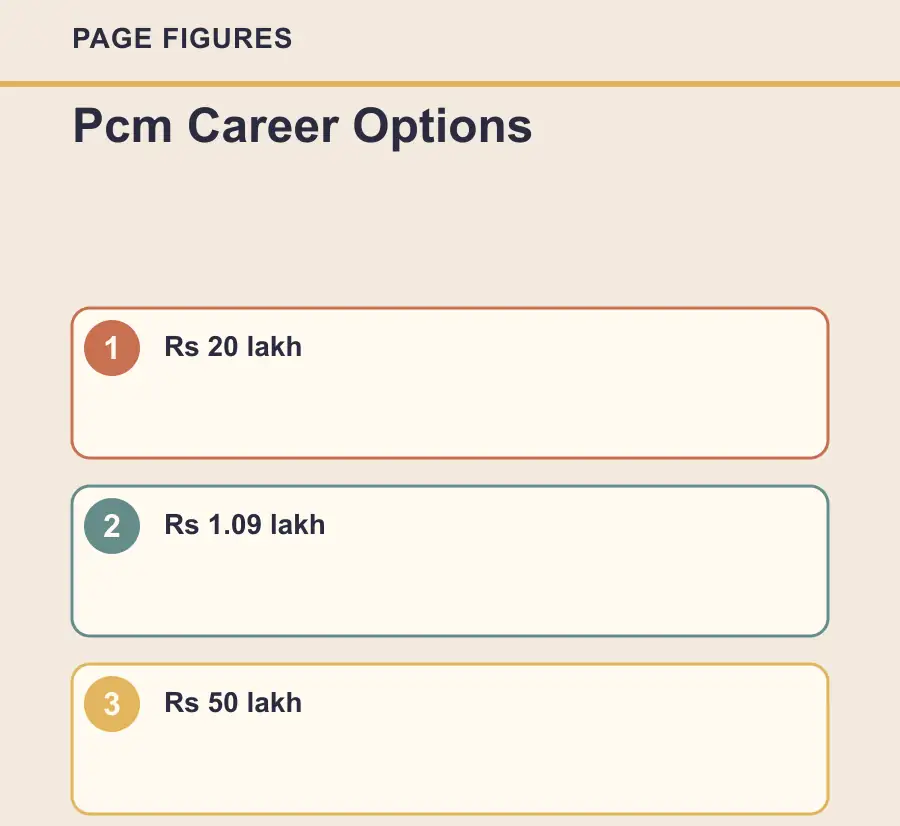 PAGE FIGURES
Pcm Career Options
1
Rs 20 lakh
2
Rs 1.09 lakh
3
Rs 50 lakh